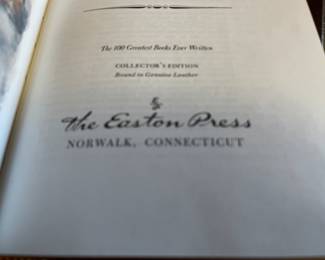 The 100 Greatest Books Ever Written
COLLECTOR'S EDITION
Bound in Genuine Leather
the Easton Press
NORWALK, CONNECTICUT